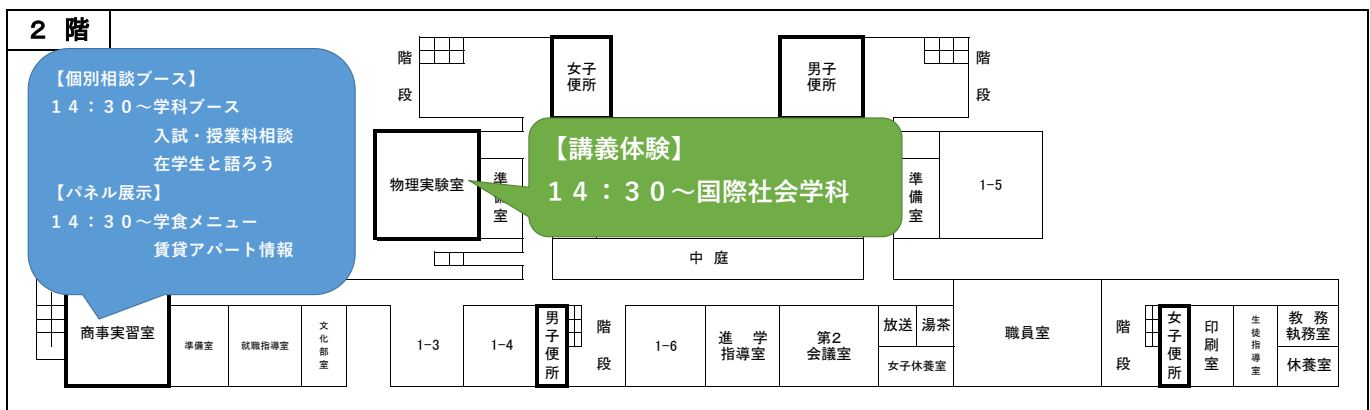 ２ 階
【個別相談ブース】
１４：３０～学科ブース
入試・授業料相談
在学生と語ろう
【パネル展示】
１４：３０～学食メニュー
賃貸アパート情報
階
段
女子
便所
男子
便所
階
段
物理実験室
準
備
室
【講義体験】
１４：３０～国際社会学科
準
備
室
1-5
中 庭
商事実習室
準備室
就職指導室
文
化
部
室
1-3
1-4
男
子
便
所
階
段
1-6
進 学
指導室
第2
会議室
放送
湯茶
女子休養室
職員室
階
段
女
子
便
所
印
刷
室
生
徒
指
導
室
教 務
執務室
休養室